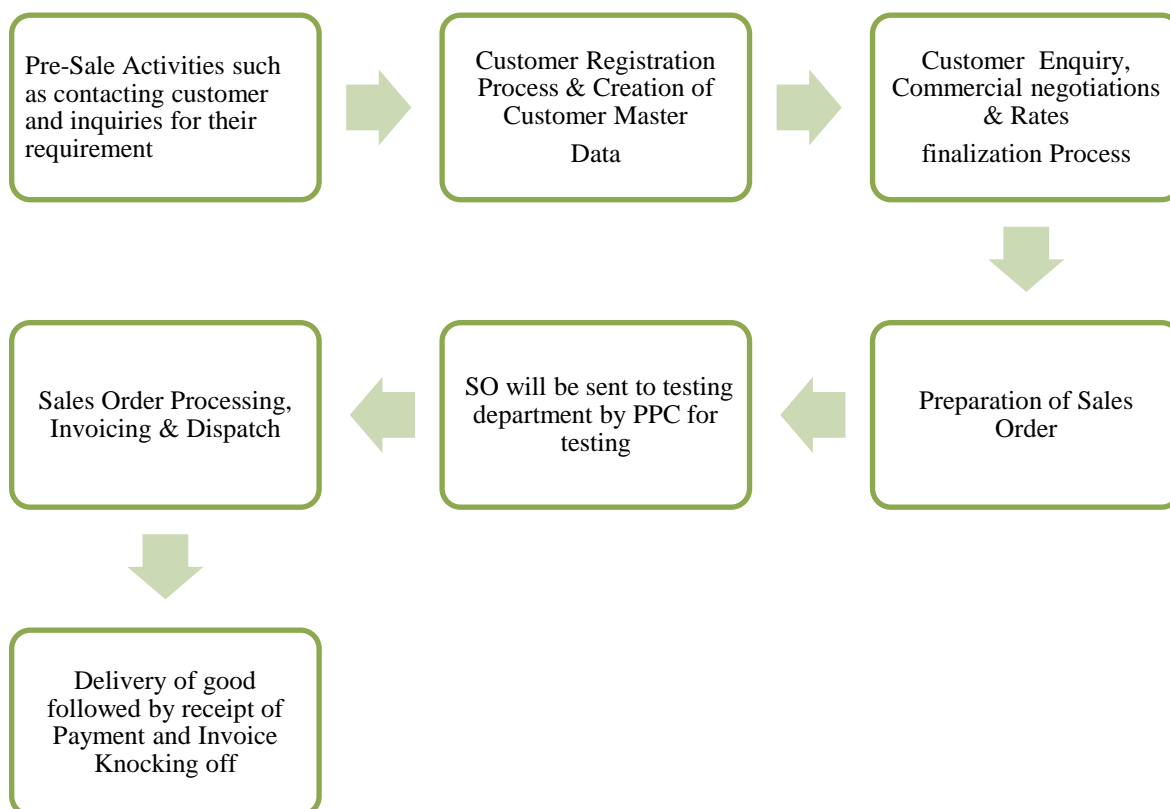 Pre-Sale Activities such
as contacting customer
and inquiries for their
requirement
Customer Registration
Process & Creation of
Customer Master
Data
Customer Enquiry,
Commercial negotiations
& Rates
finalization Process
Preparation of Sales
Order
SO will be sent to testing
department by PPC for
testing
Sales Order Processing,
Invoicing & Dispatch
Delivery of good
followed by receipt of
Payment and Invoice
Knocking off